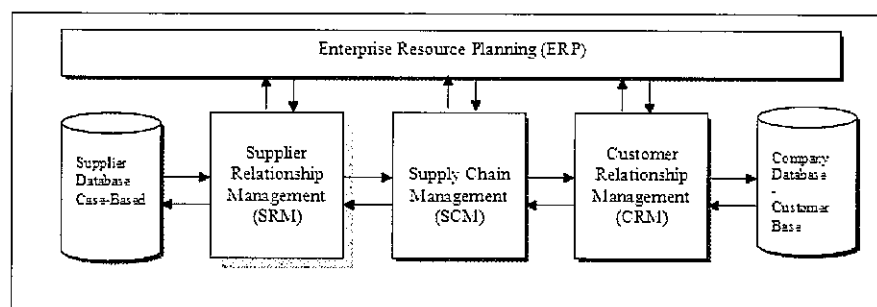 Enterprise Resource Planning (ERP)
Supplier
Database
Case-Based
Supplier
Relationship
Management
(SRM)
Supply Chain
Management
(SCM)
Customer
Relationship
Management
(CRM)
Company
Database
-
Customer
Base